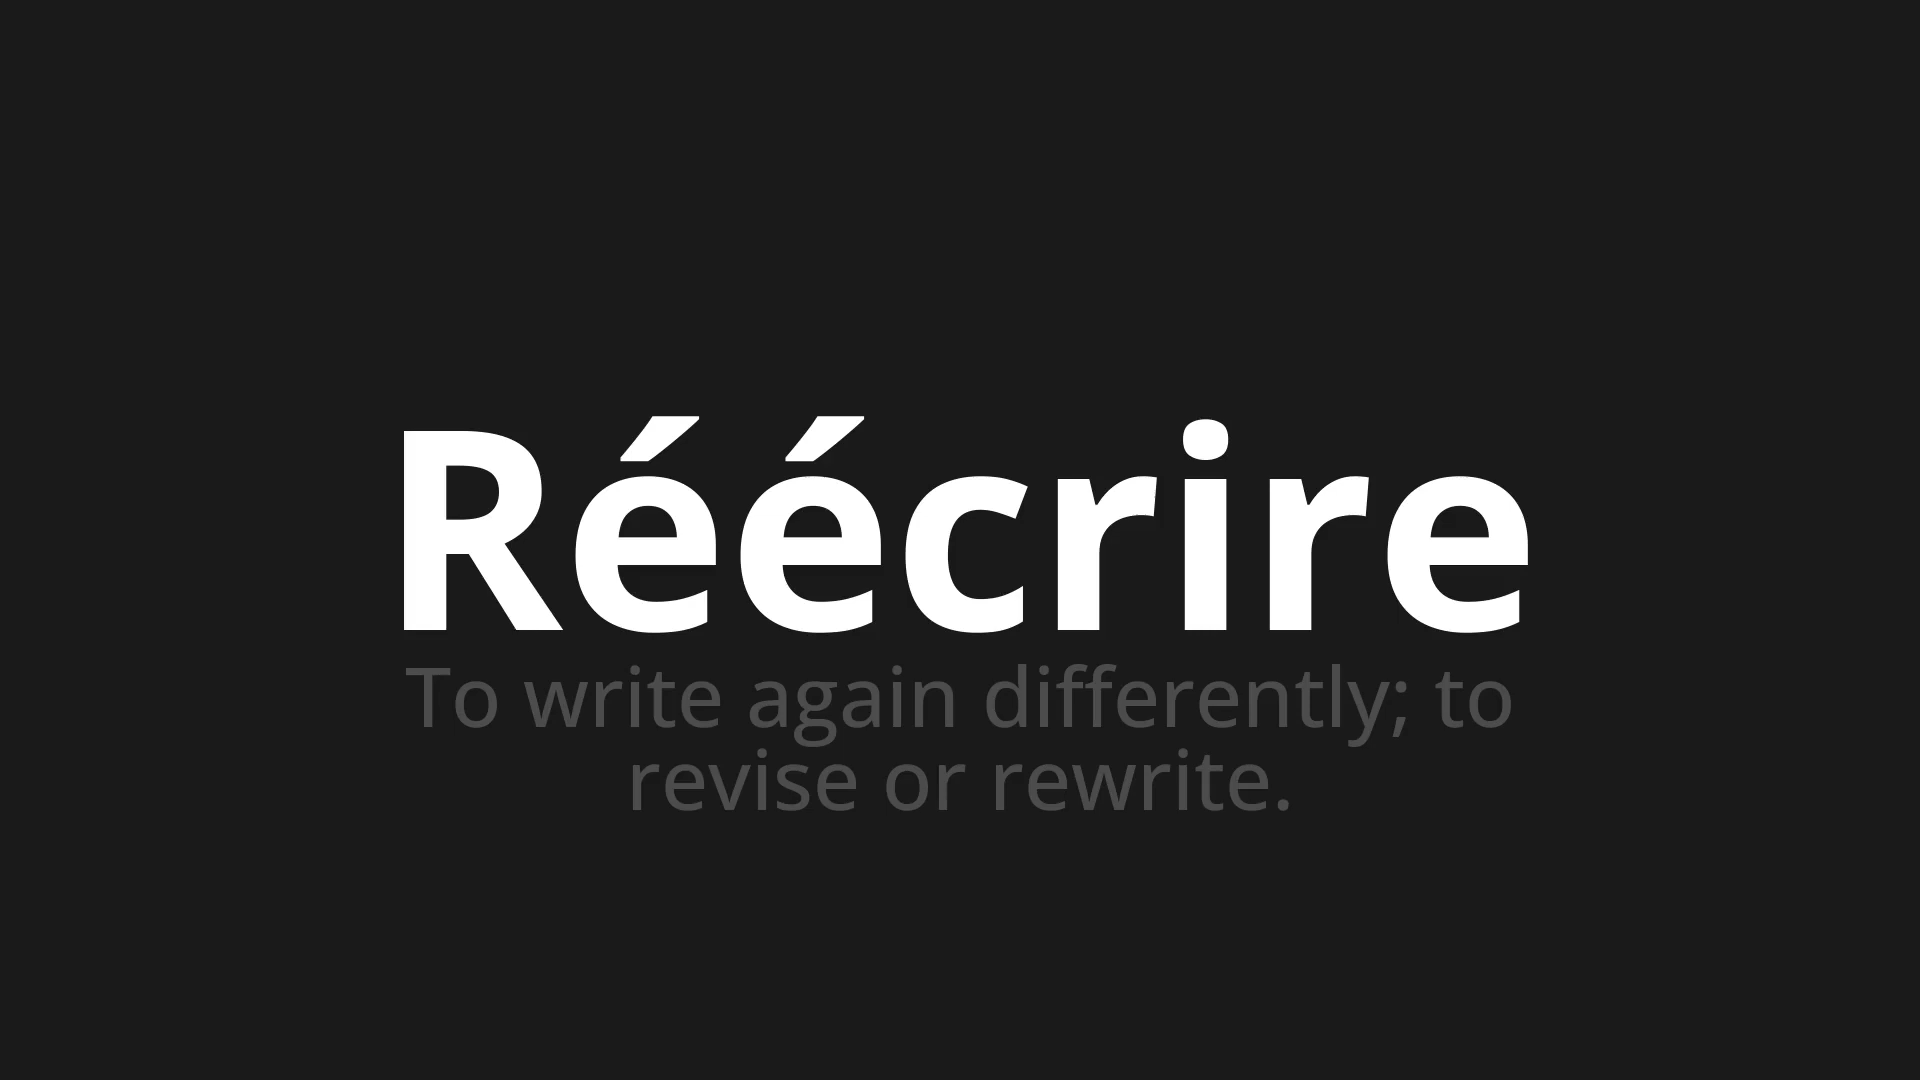 Réécrire
To write again differently; to
revise or rewrite.